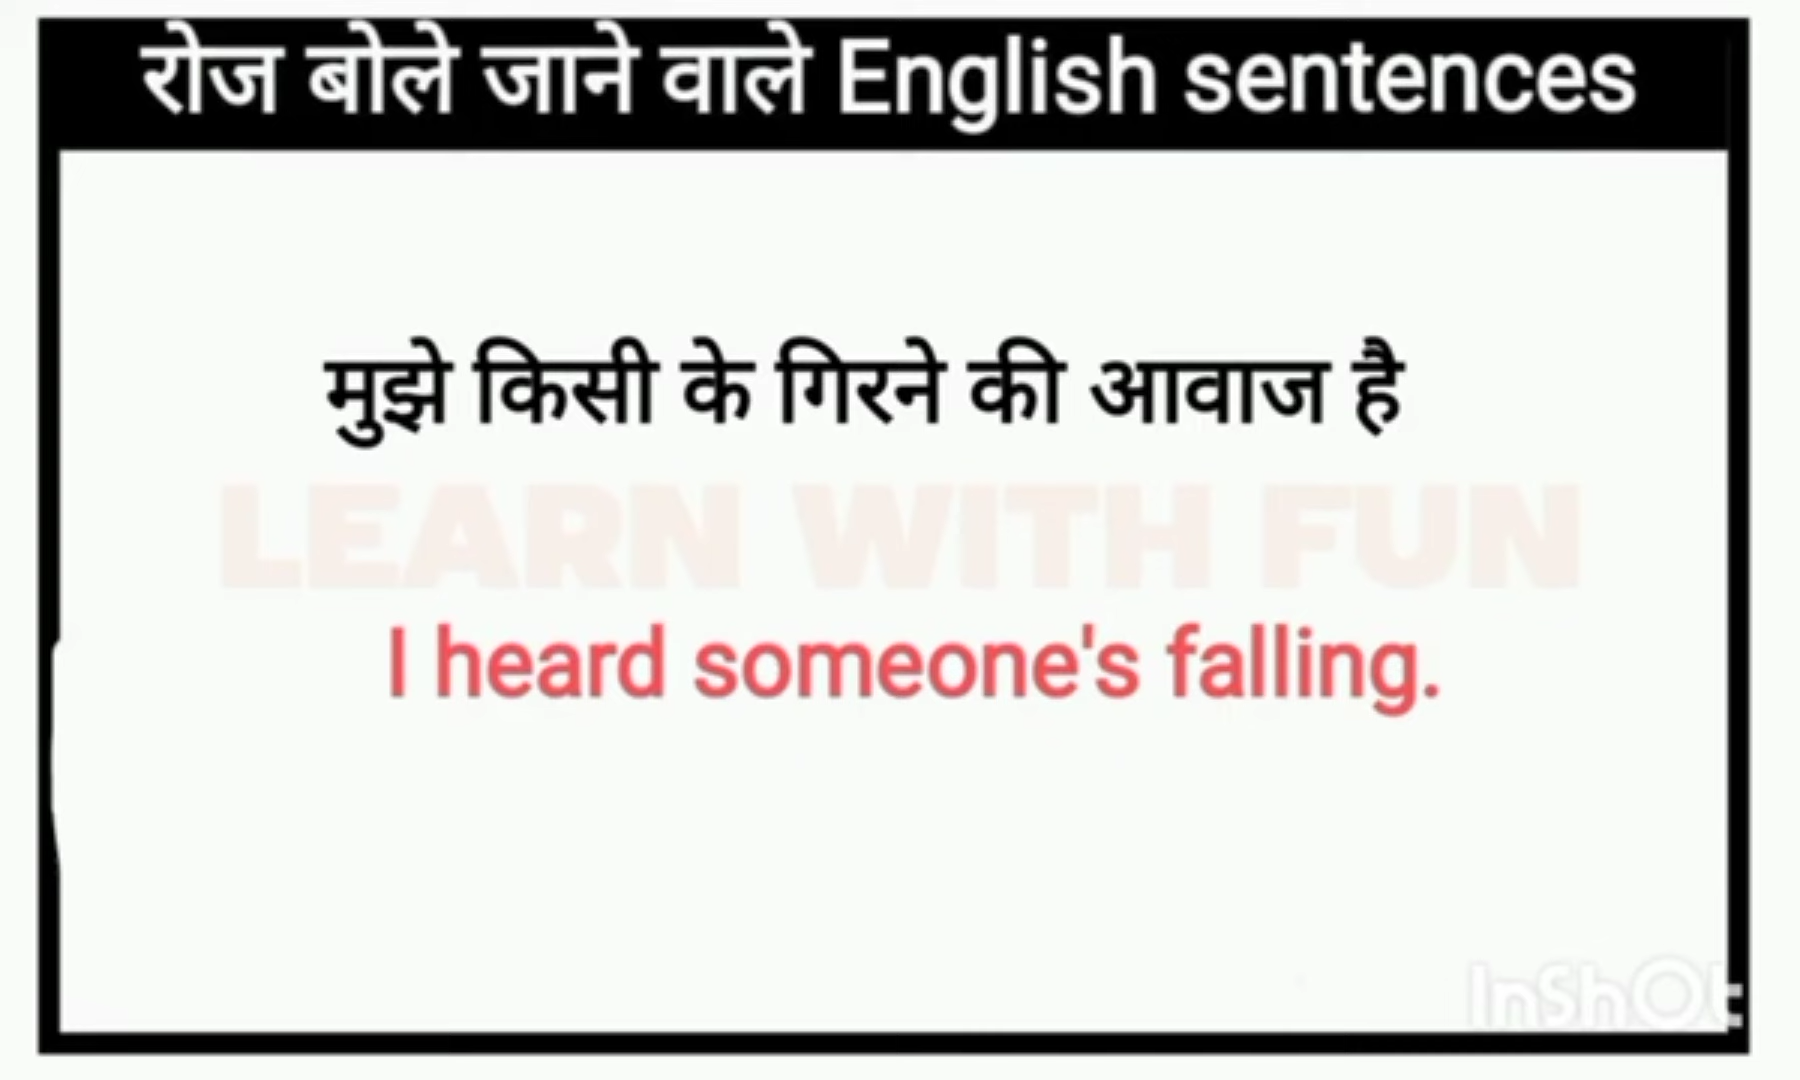 रोज बोले जाने वाले English sentences
मुझे किसी के गिरने की आवाज है
LEARN WITH FUN
I heard someone's falling.
InShOt